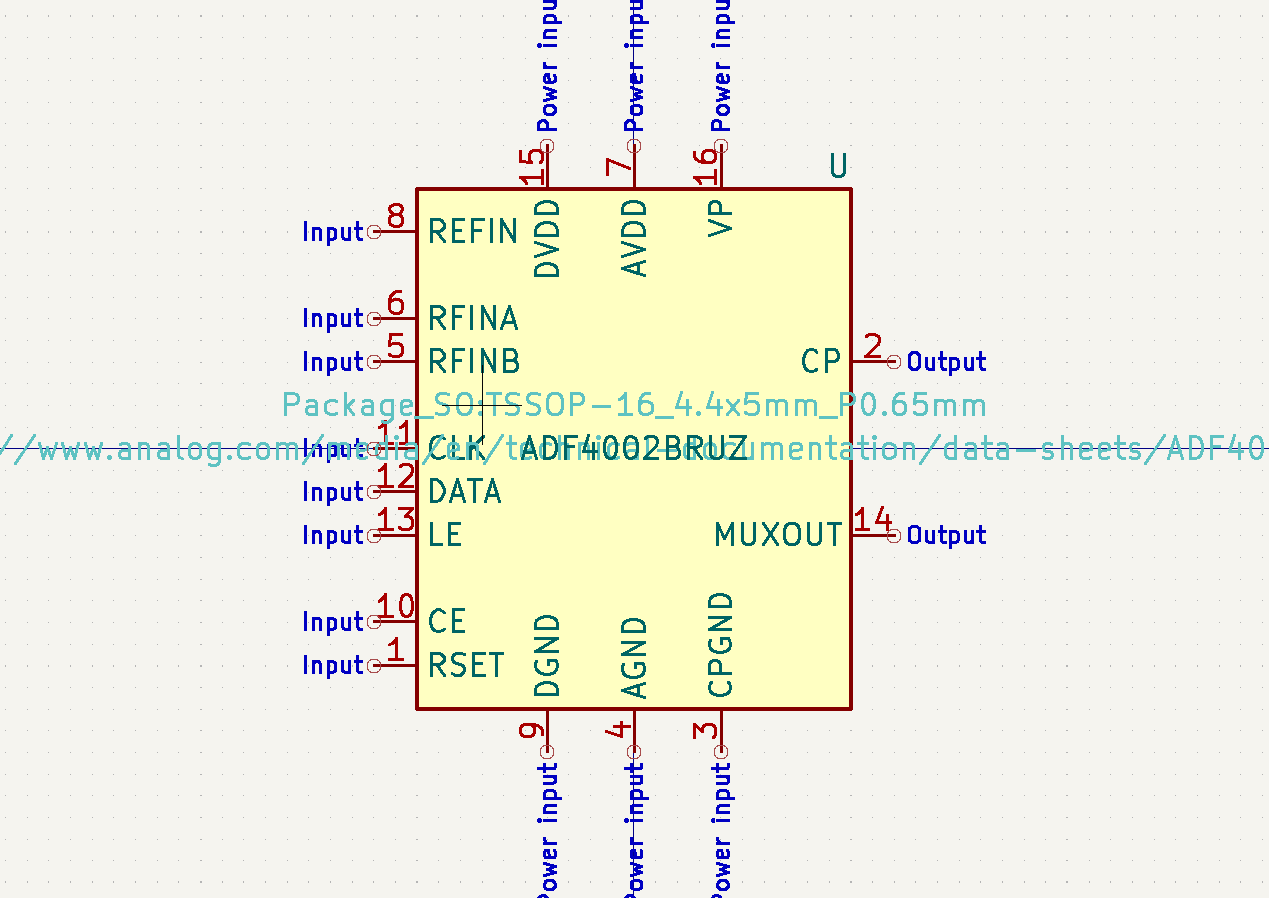 Power input
Power input
Power input
15
7
16
U
DVDD
AVDD
VP
Input 8 REFIN
Input 6 RFINA
Input 5 RFINB
CP 2 Output
Package_SO:TSSOP-16_4.4x5mm_P0.65mm
Input 11 CLK
ADF4002BRUZ
//www.analog.com/media/en/technical-documentation/data-sheets/ADF40
Input 12 DATA
Input 13 LE
MUXOUT 14 Output
Input 10 CE
Input 1 RSET
DGND
AGND
CPGND
9
4
3
Power input
Power input
Power input